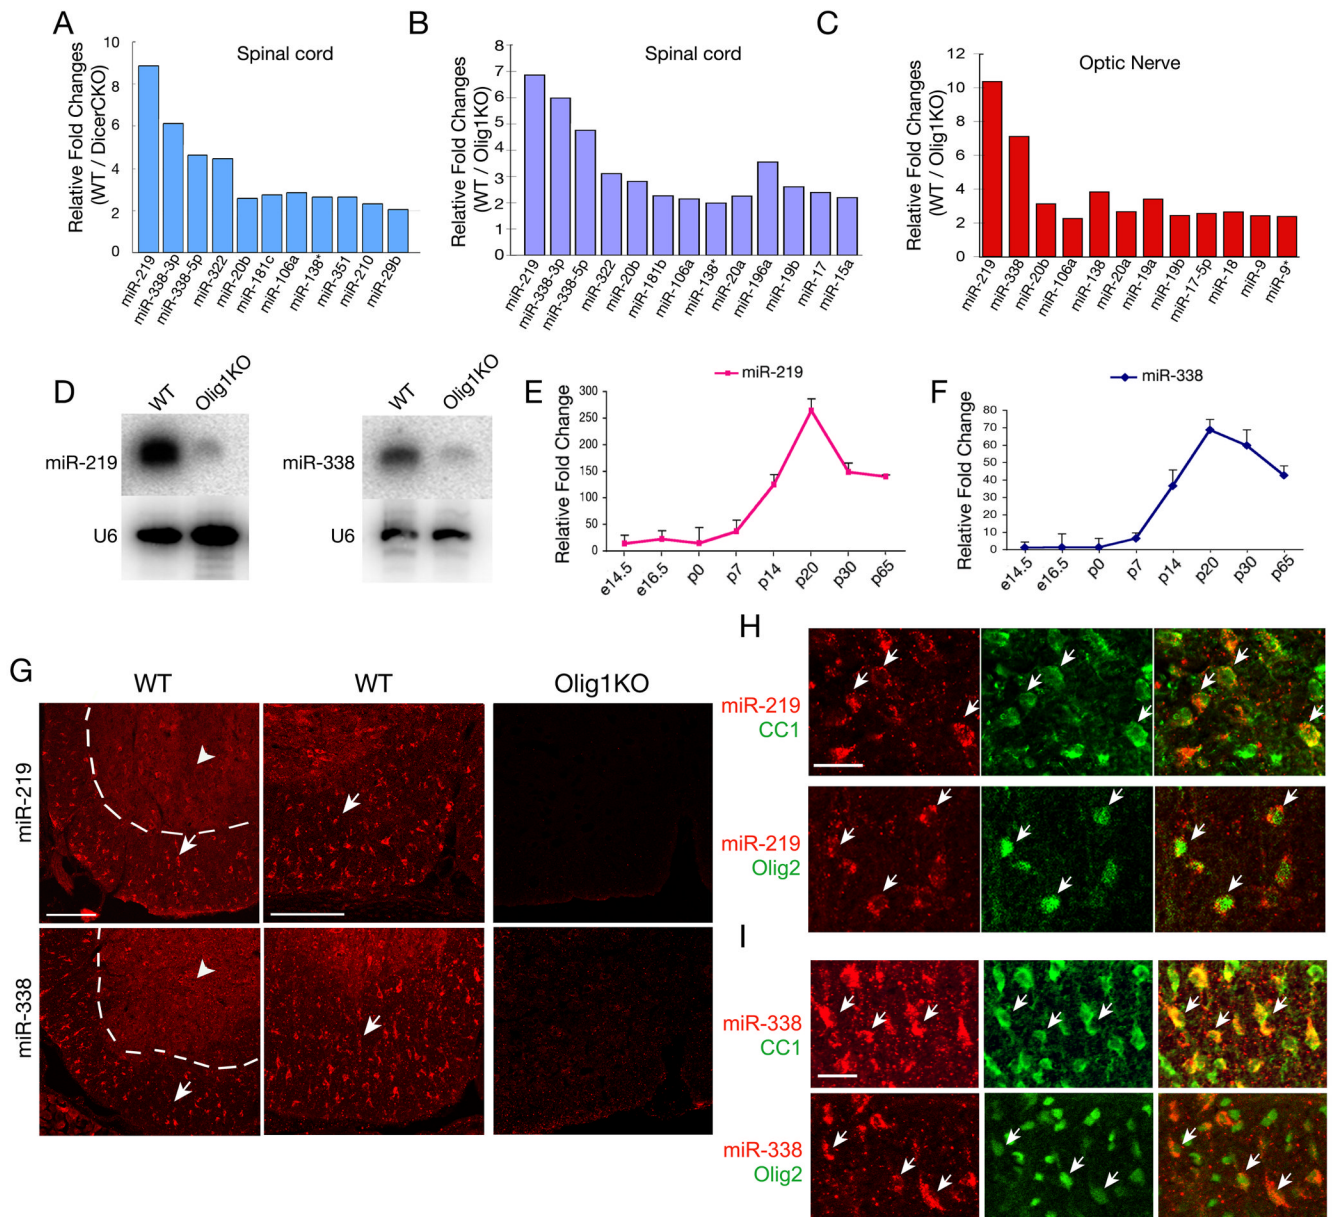 A
Spinal cord
Relative Fold Changes
(WT / DicerCKO)
10
8
6
4
2
0
miR-219
miR-338-3p
miR-338-5p
miR-322
miR-20b
miR-181c
miR-106a
miR-138*
miR-351
miR-210
miR-29b
B
Spinal cord
Relative Fold Changes
(WT / Olig1KO)
8
7
6
5
4
3
2
1
0
miR-219
miR-338-3p
miR-338-5p
miR-322
miR-20b
miR-181b
miR-106a
miR-138*
miR-20a
miR-196a
miR-19b
miR-17
miR-15a
C
Optic Nerve
Relative Fold Changes
(WT / Olig1KO)
12
10
8
6
4
2
0
miR-219
miR-338
miR-20b
miR-106a
miR-138
miR-20a
miR-19a
miR-19b
miR-17-5p
miR-18
miR-9
miR-9*
D
WT
Olig1KO
miR-219
U6
WT
Olig1KO
miR-338
U6
E
miR-219
Relative Fold Change
300
250
200
150
100
50
0
e14.5
e16.5
p0
p7
p14
p20
p30
p65
F
miR-338
Relative Fold Change
80
70
60
50
40
30
20
10
0
e14.5
e16.5
p0
p7
p14
p20
p30
p65
G
WT
WT
Olig1KO
miR-219
miR-338
H
miR-219
CC1
miR-219
Olig2
I
miR-338
CC1
miR-338
Olig2